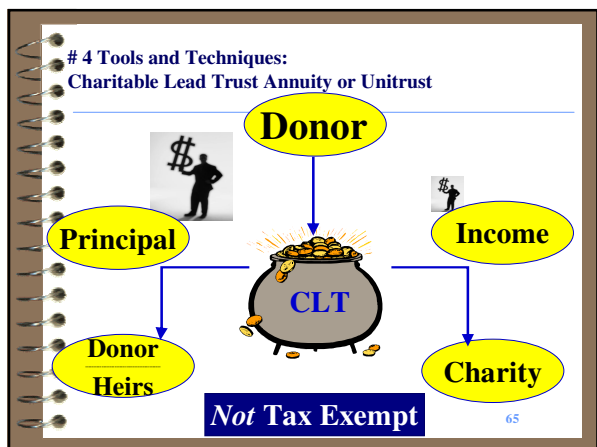 # 4 Tools and Techniques:
Charitable Lead Trust Annuity or Unitrust
Donor
$
$
Principal
Income
CLT
Donor
Heirs
Charity
Not Tax Exempt
65